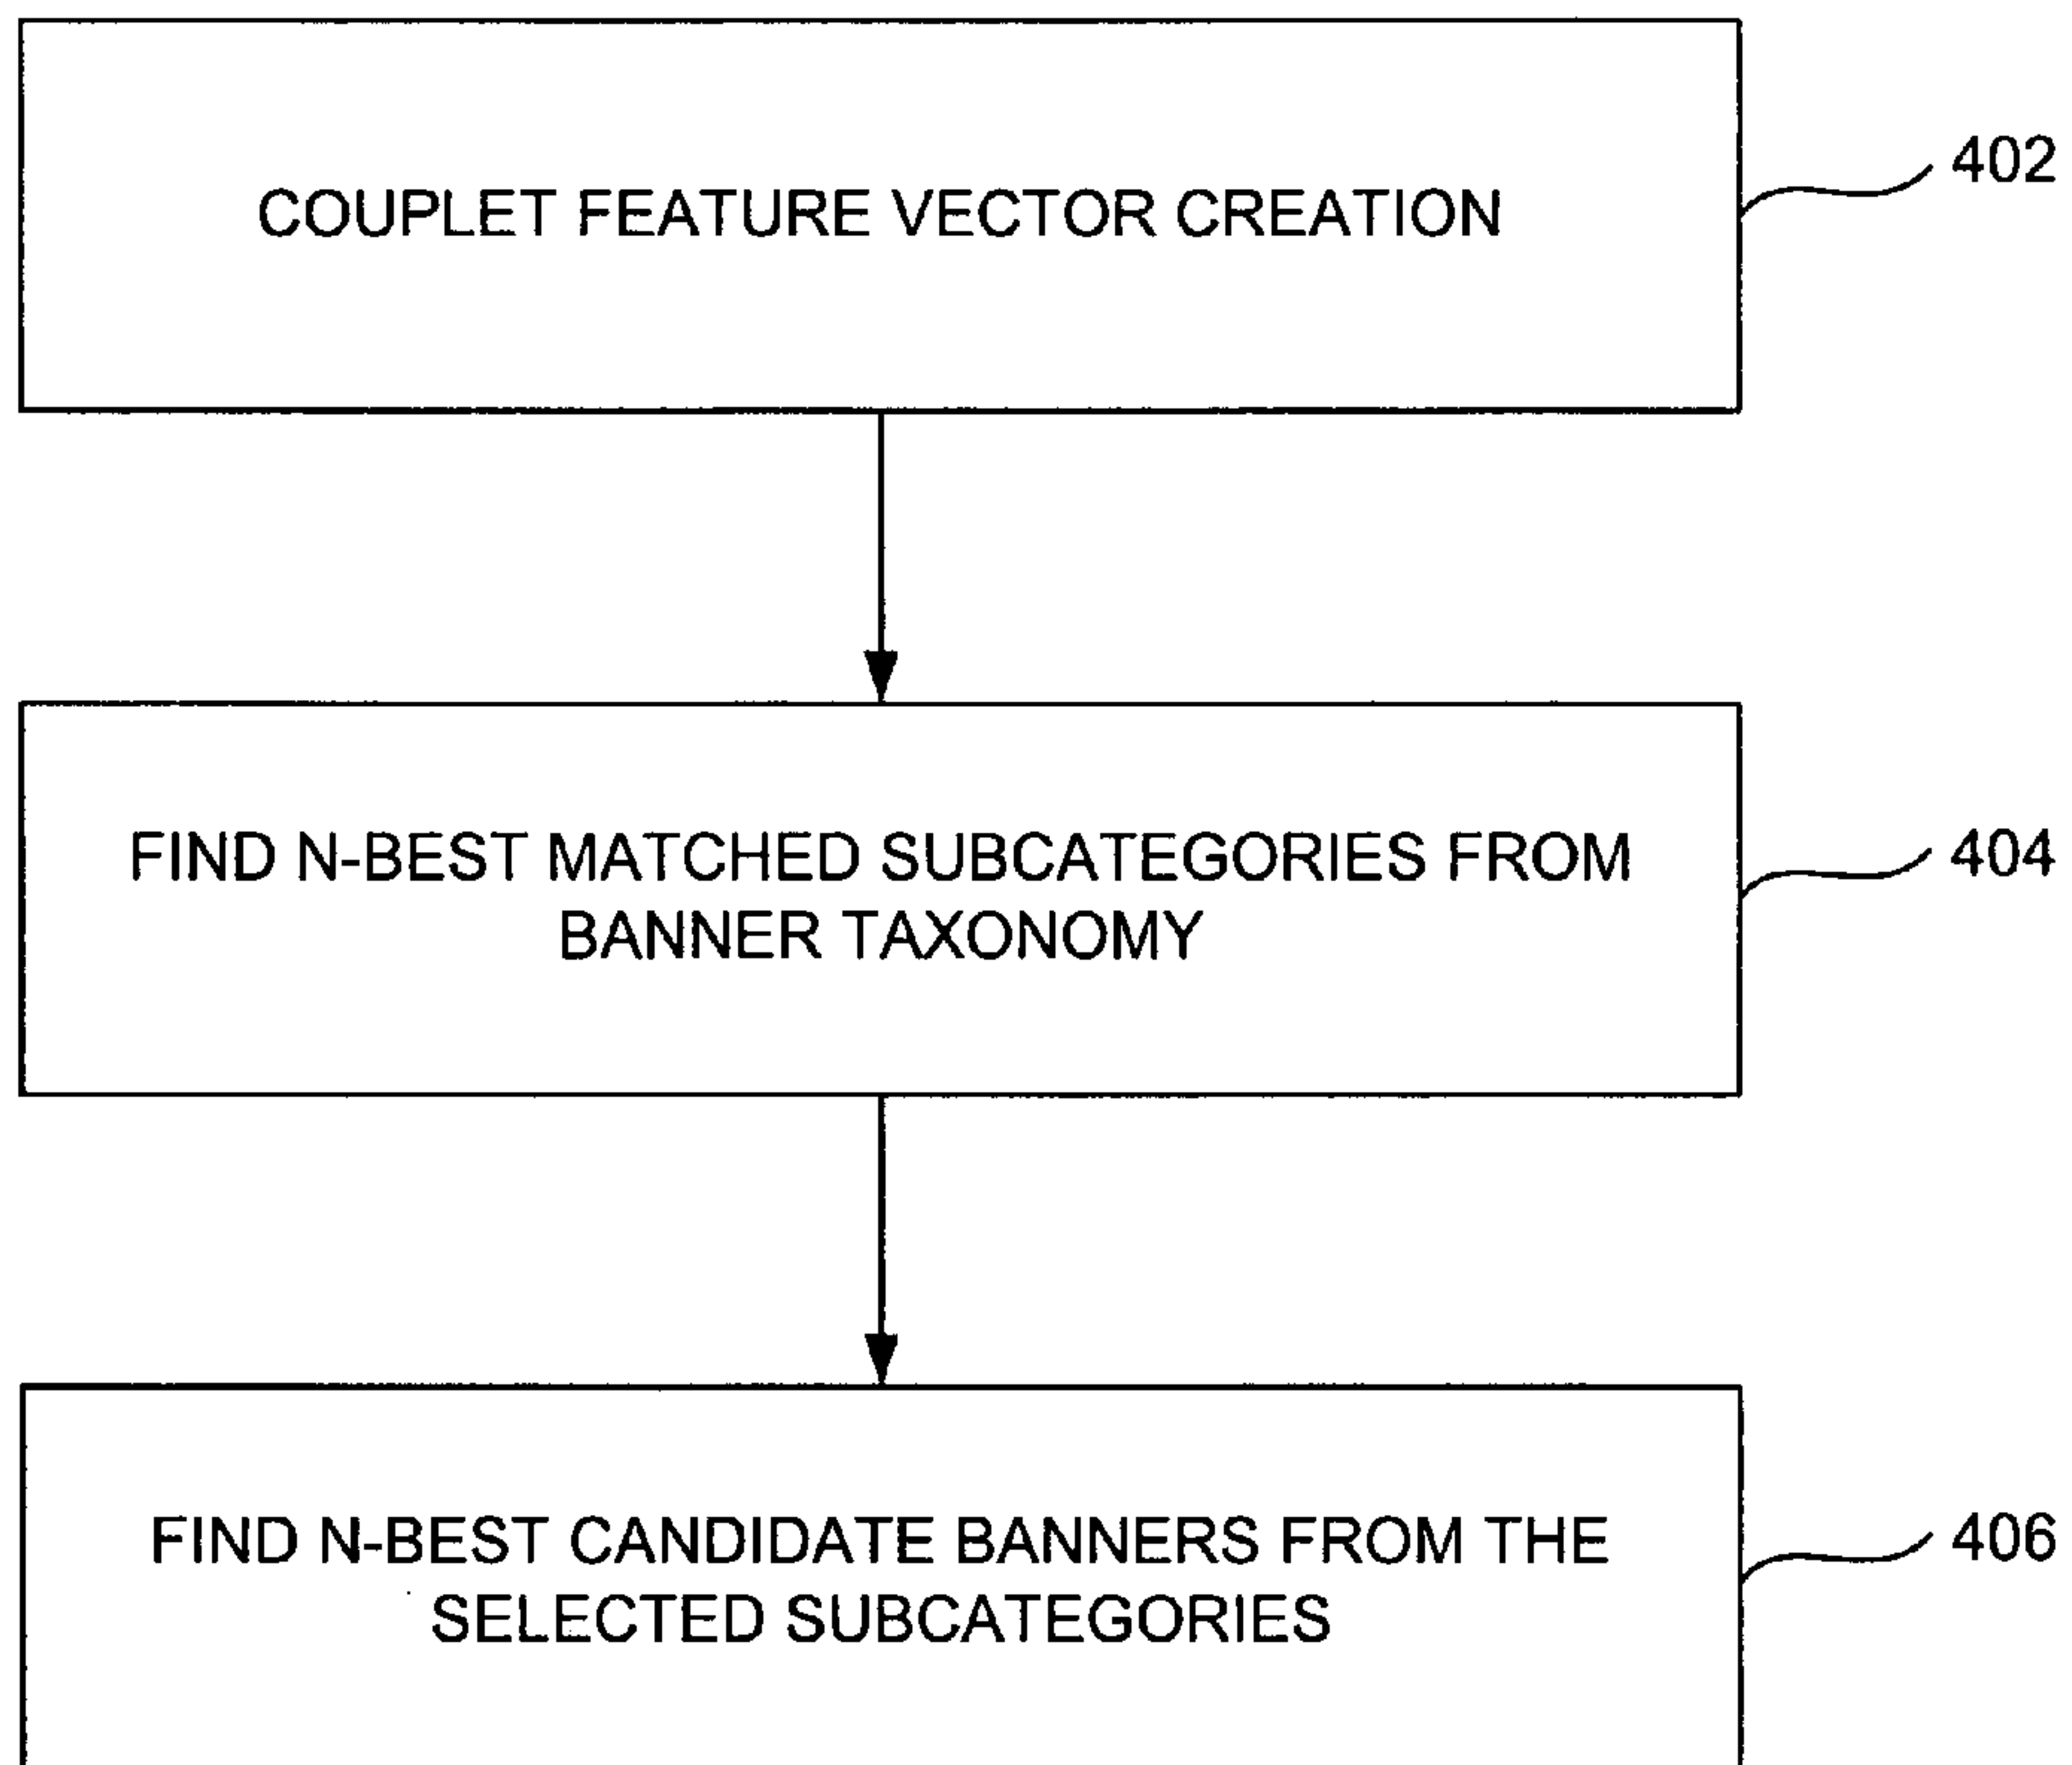 COUPLET FEATURE VECTOR CREATION
402
FIND N-BEST MATCHED SUBCATEGORIES FROM
BANNER TAXONOMY
404
FIND N-BEST CANDIDATE BANNERS FROM THE
SELECTED SUBCATEGORIES
406